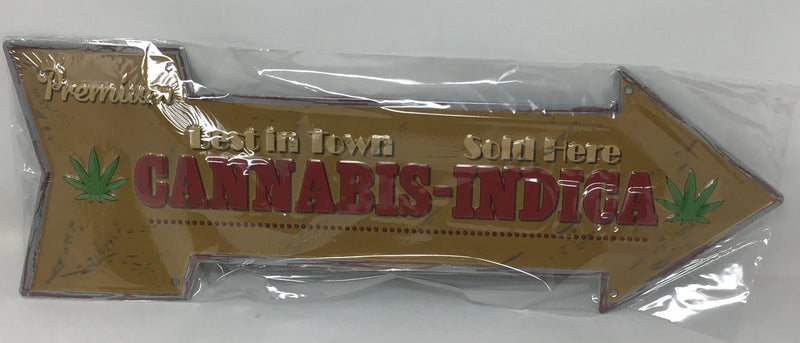 Premium
Best in Town Sold Here
CANNABIS-INDICA